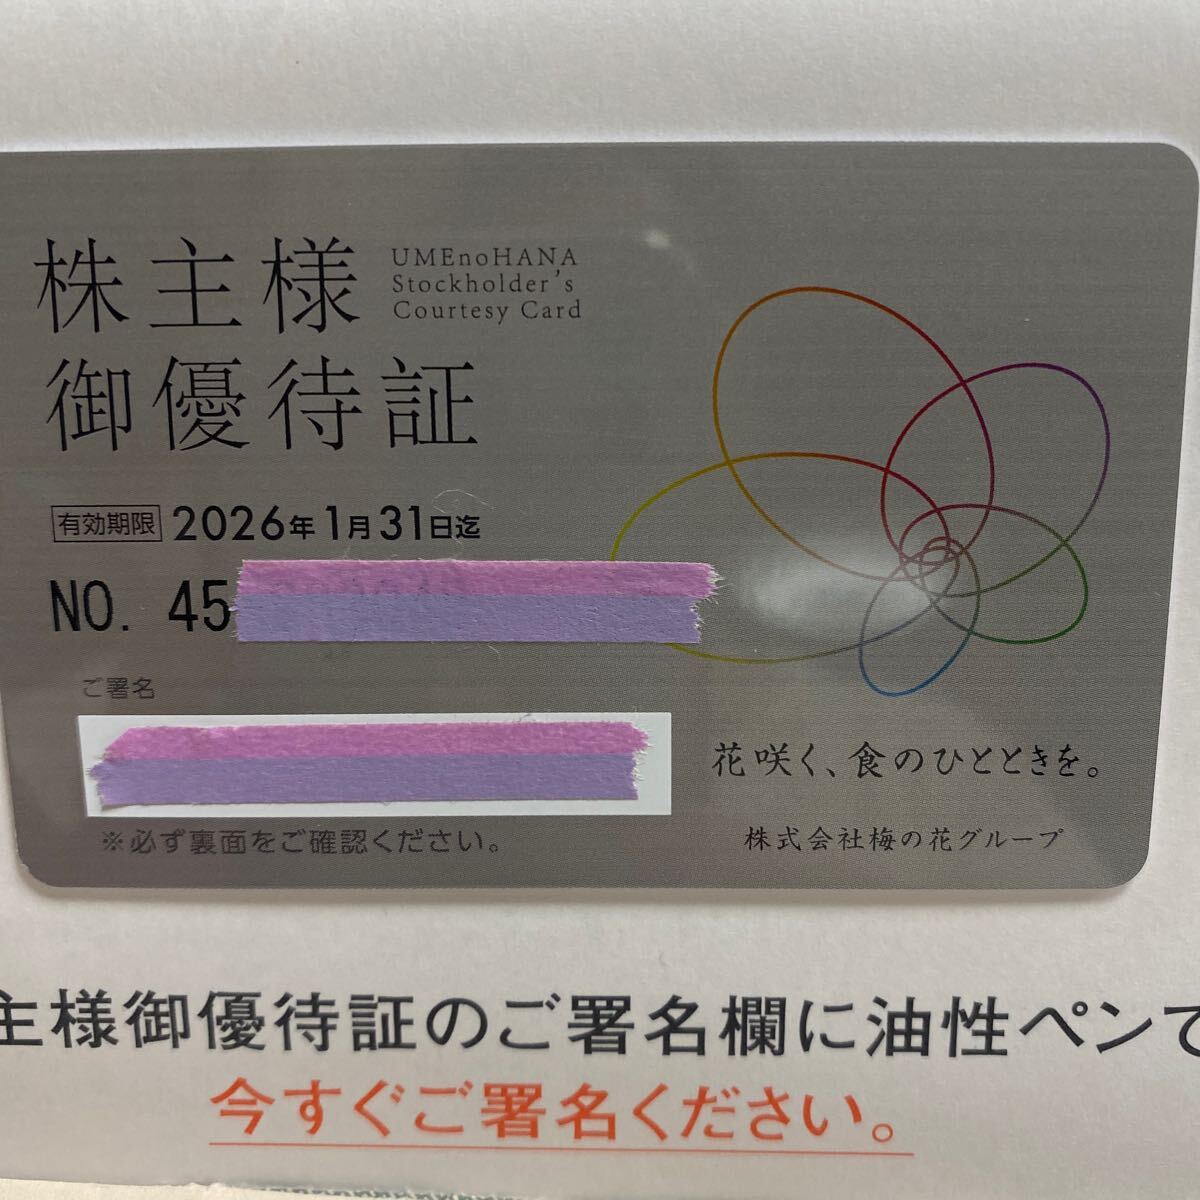 株主様
UMEnoHANA
Stockholder's
Courtesy Card
御優待証
有効期限 2026年1月31日迄
NO. 45
ご署名
花咲く、食のひとときを。
※必ず裏面をご確認ください。
株式会社梅の花グループ
主様御優待証のご署名欄に油性ペンで
今すぐご署名ください。